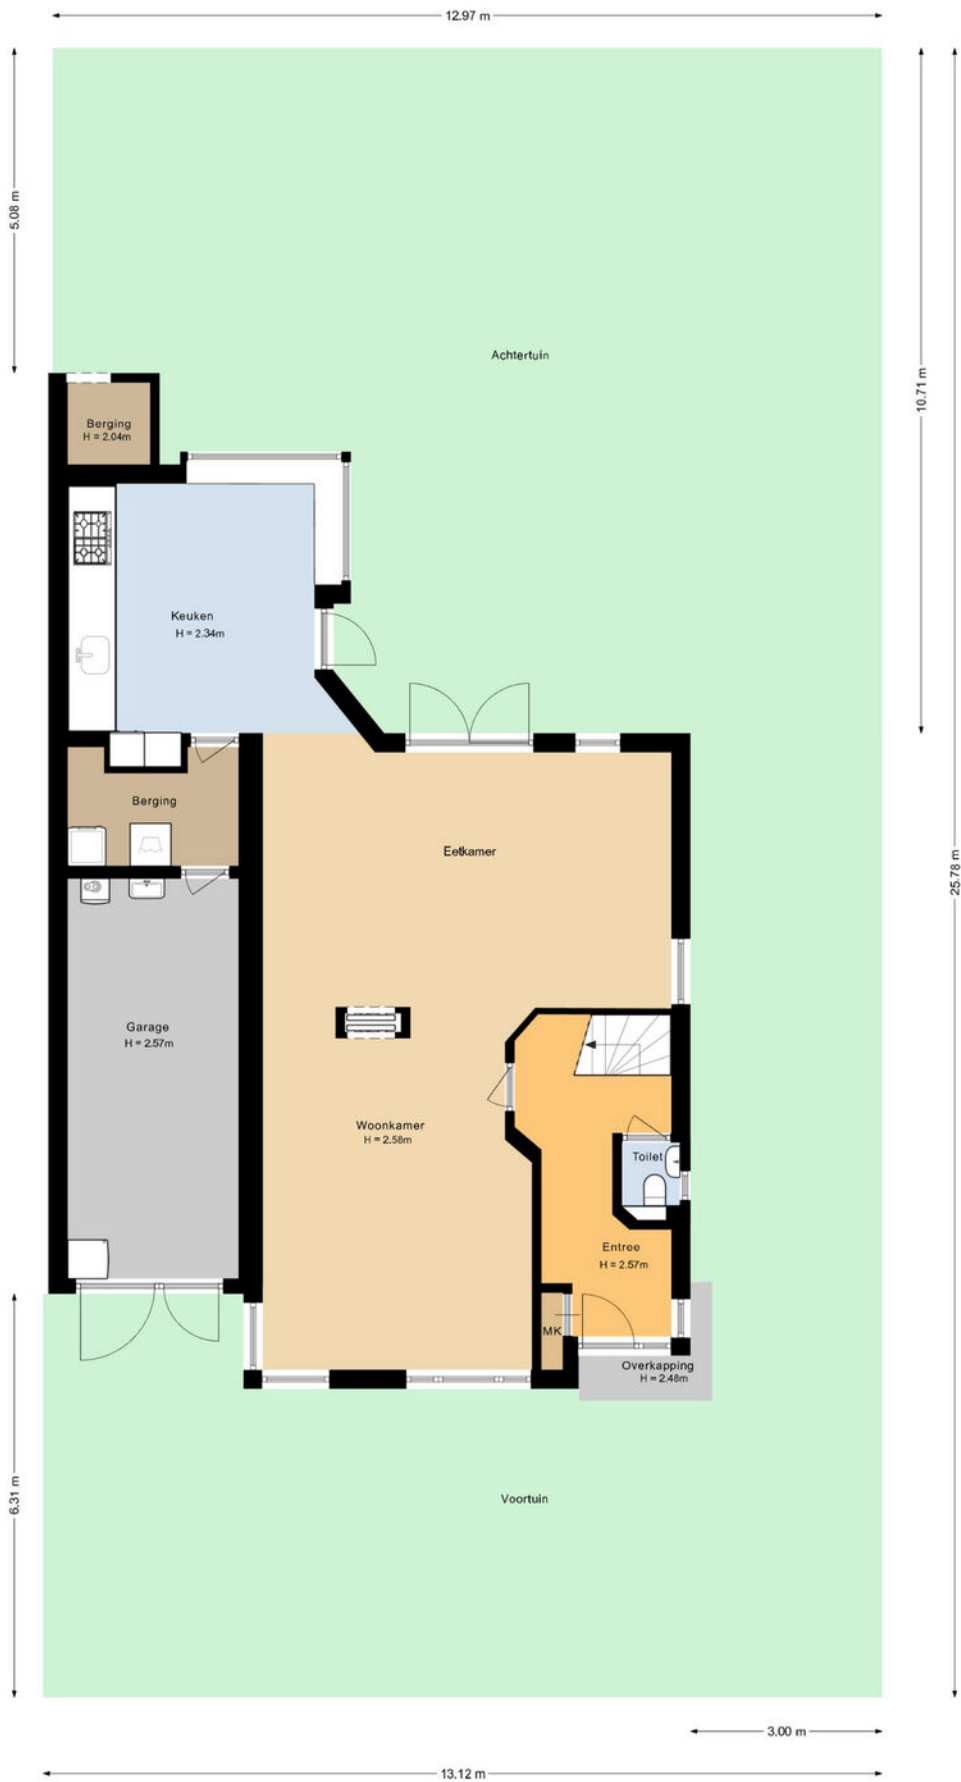 12.97 m
5.08 m
10.71 m
Achtertuin
Berging
H = 2.04m
Keuken
H = 2.34m
Berging
Eetkamer
25.78 m
Garage
H = 2.57m
Woonkamer
H = 2.58m
Toilet
Entree
H = 2.57m
MK
Overkapping
H = 2.48m
6.31 m
Voortuin
3.00 m
13.12 m